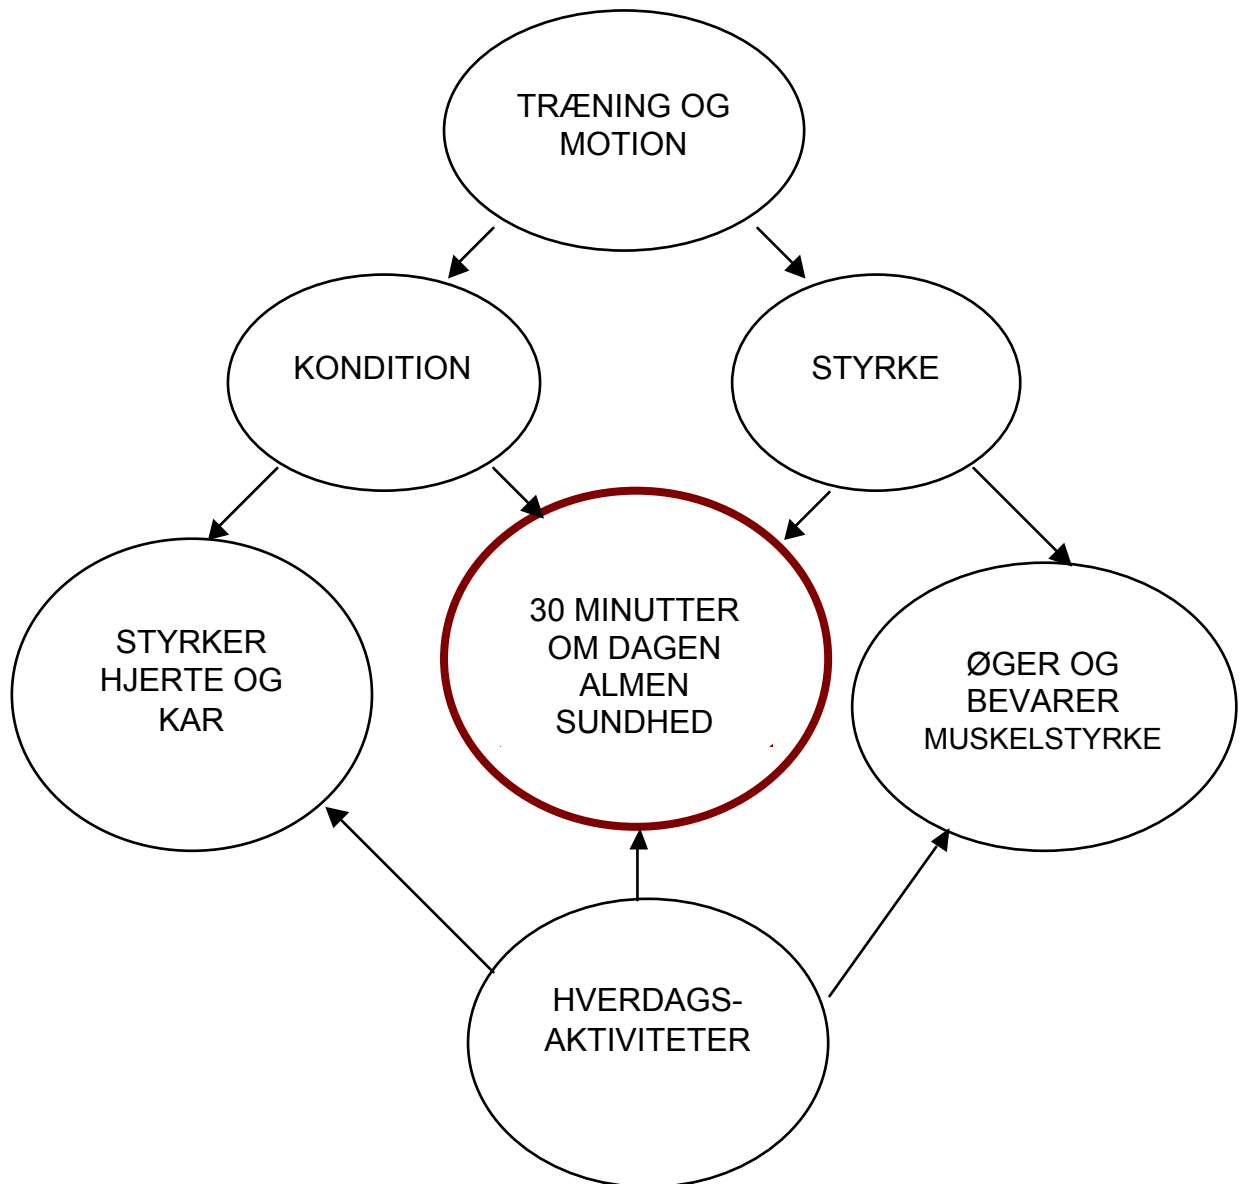 TRÆNING OG
MOTION
KONDITION
STYRKE
30 MINUTTER
OM DAGEN
ALMEN
SUNDHED
STYRKER
HJERTE OG
KAR
ØGER OG
BEVARER
MUSKELSTYRKE
HVERDAGS-
AKTIVITETER